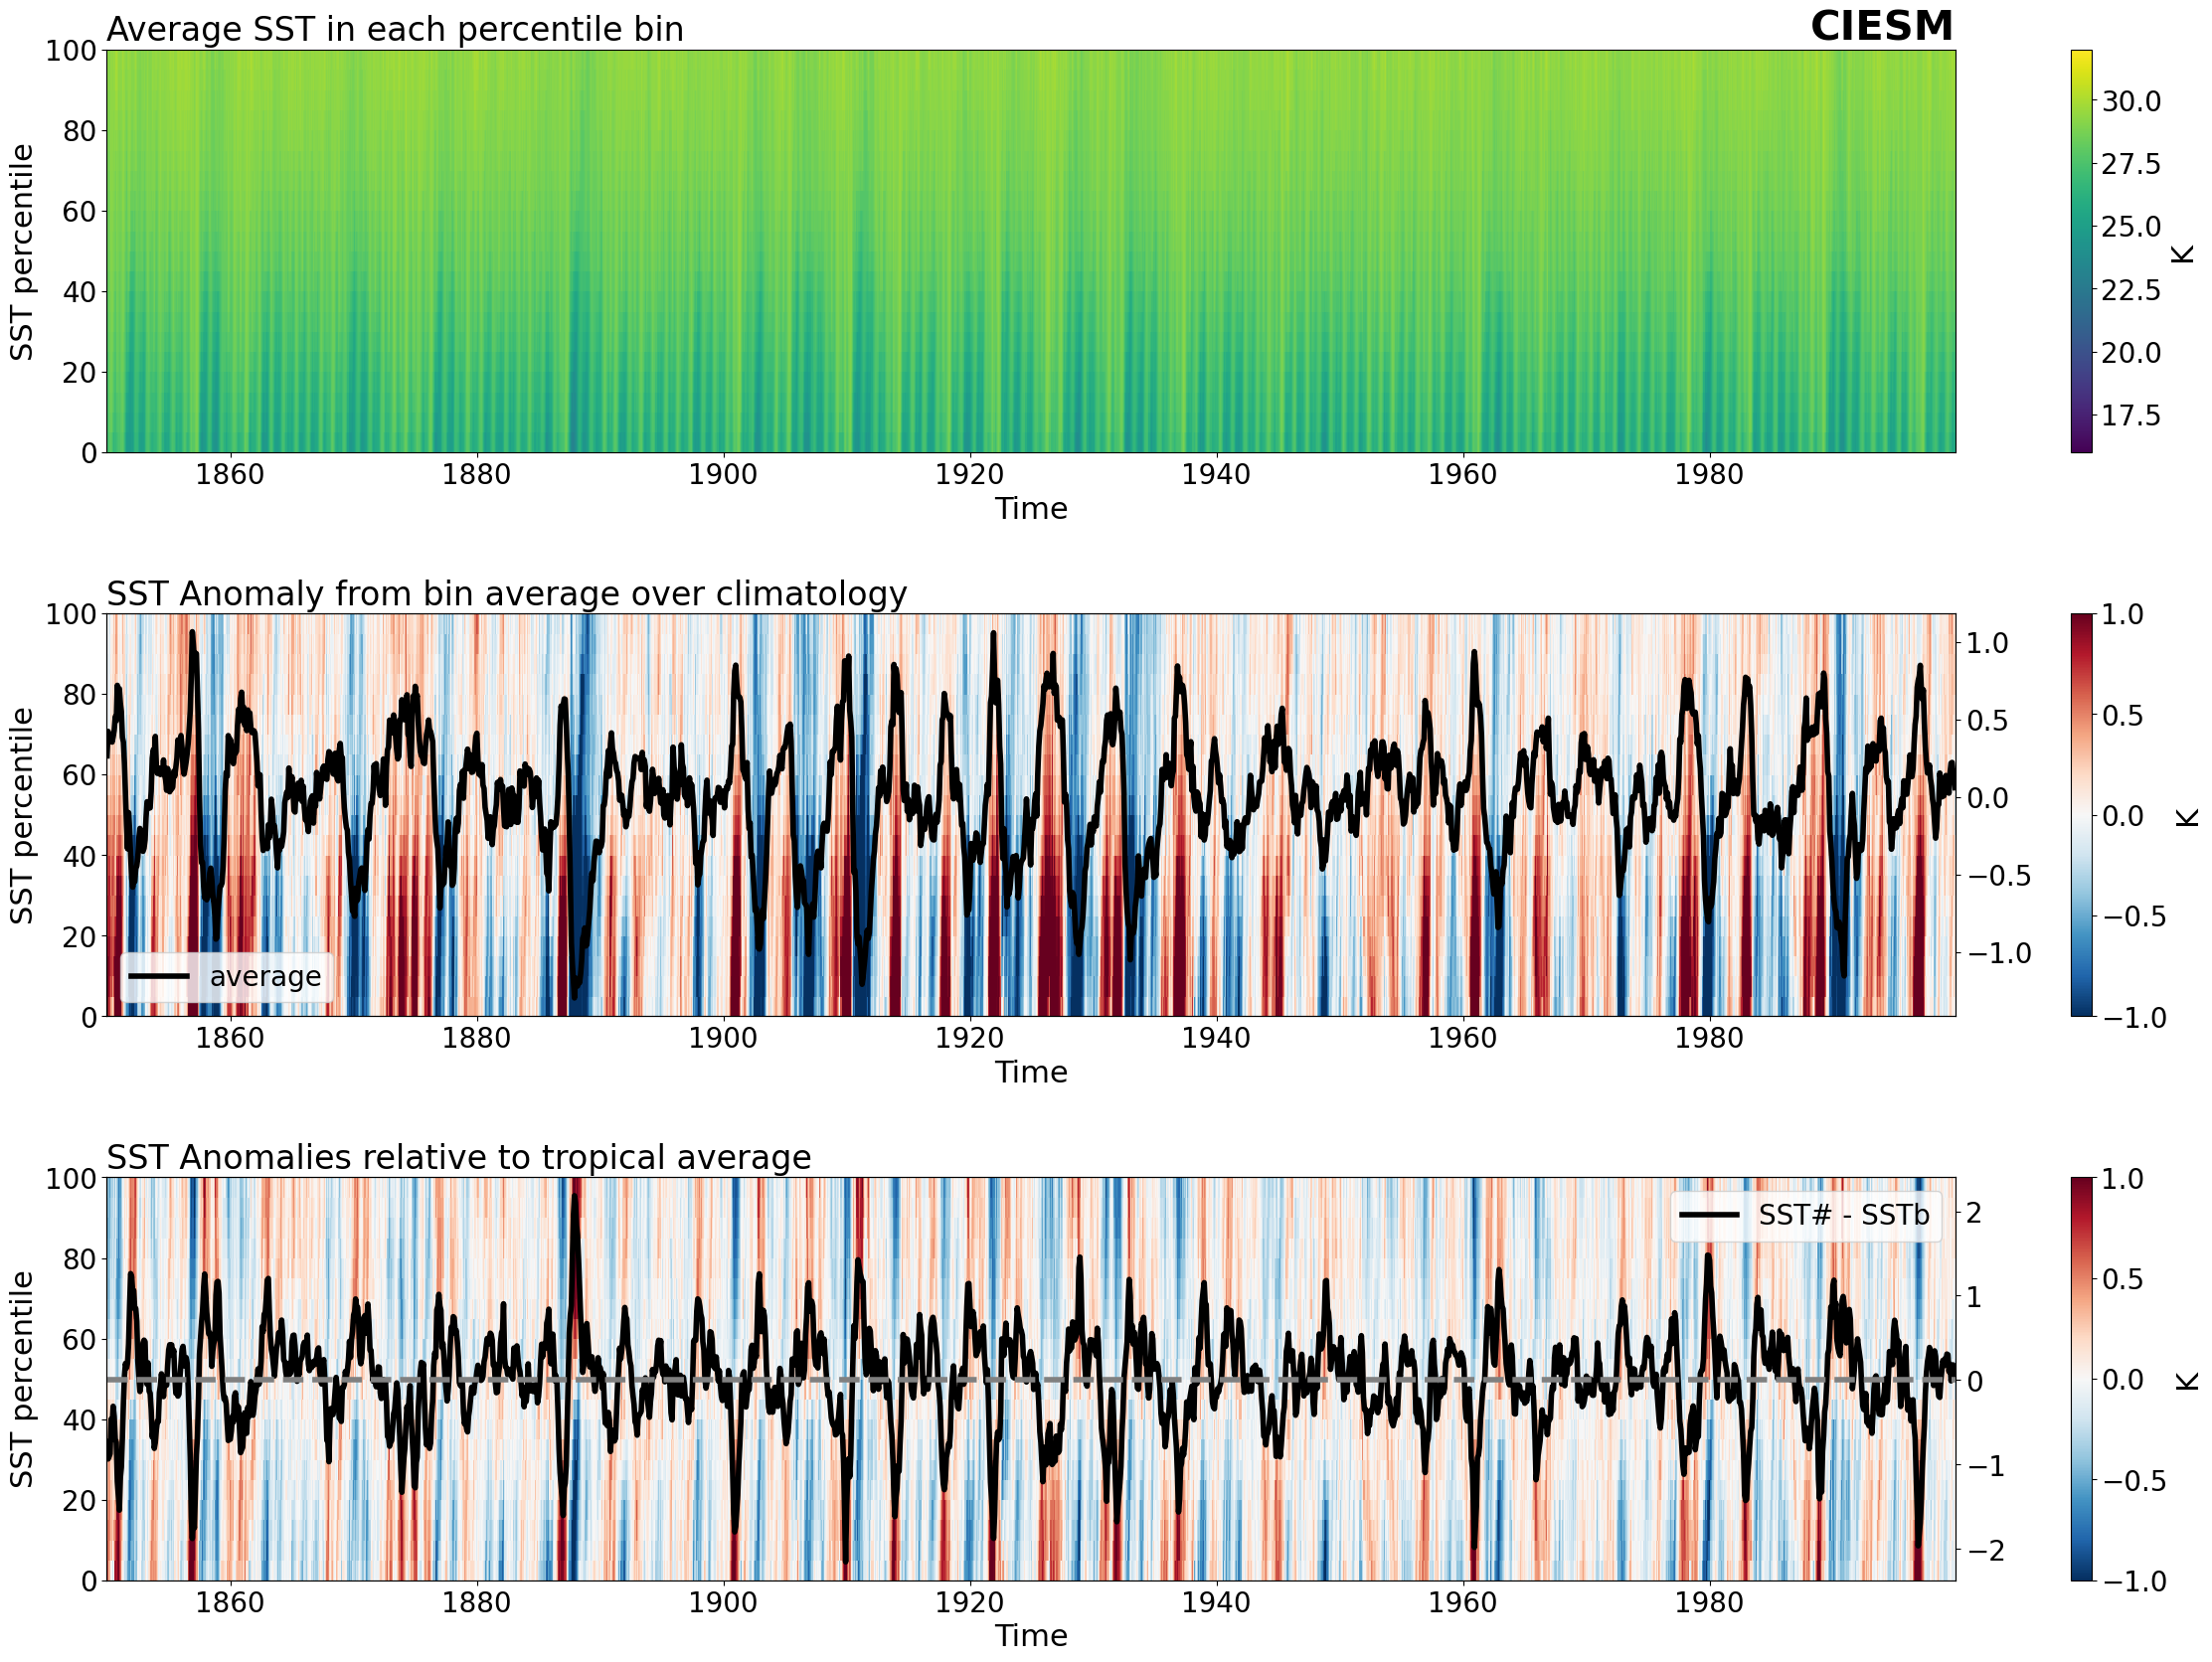 Average SST in each percentile bin
CIESM
100
80
60
40
20
0
SST percentile
1860 1880 1900 1920 1940 1960 1980
Time
30.0
27.5
25.0
22.5
20.0
17.5
K
SST Anomaly from bin average over climatology
100
80
60
40
20
0
SST percentile
average
1860 1880 1900 1920 1940 1960 1980
Time
1.0
0.5
0.0
−0.5
−1.0
1.0
0.5
0.0
−0.5
−1.0
K
SST Anomalies relative to tropical average
100
80
60
40
20
0
SST percentile
SST# - SSTb
1860 1880 1900 1920 1940 1960 1980
Time
2
1
0
−1
−2
1.0
0.5
0.0
−0.5
−1.0
K